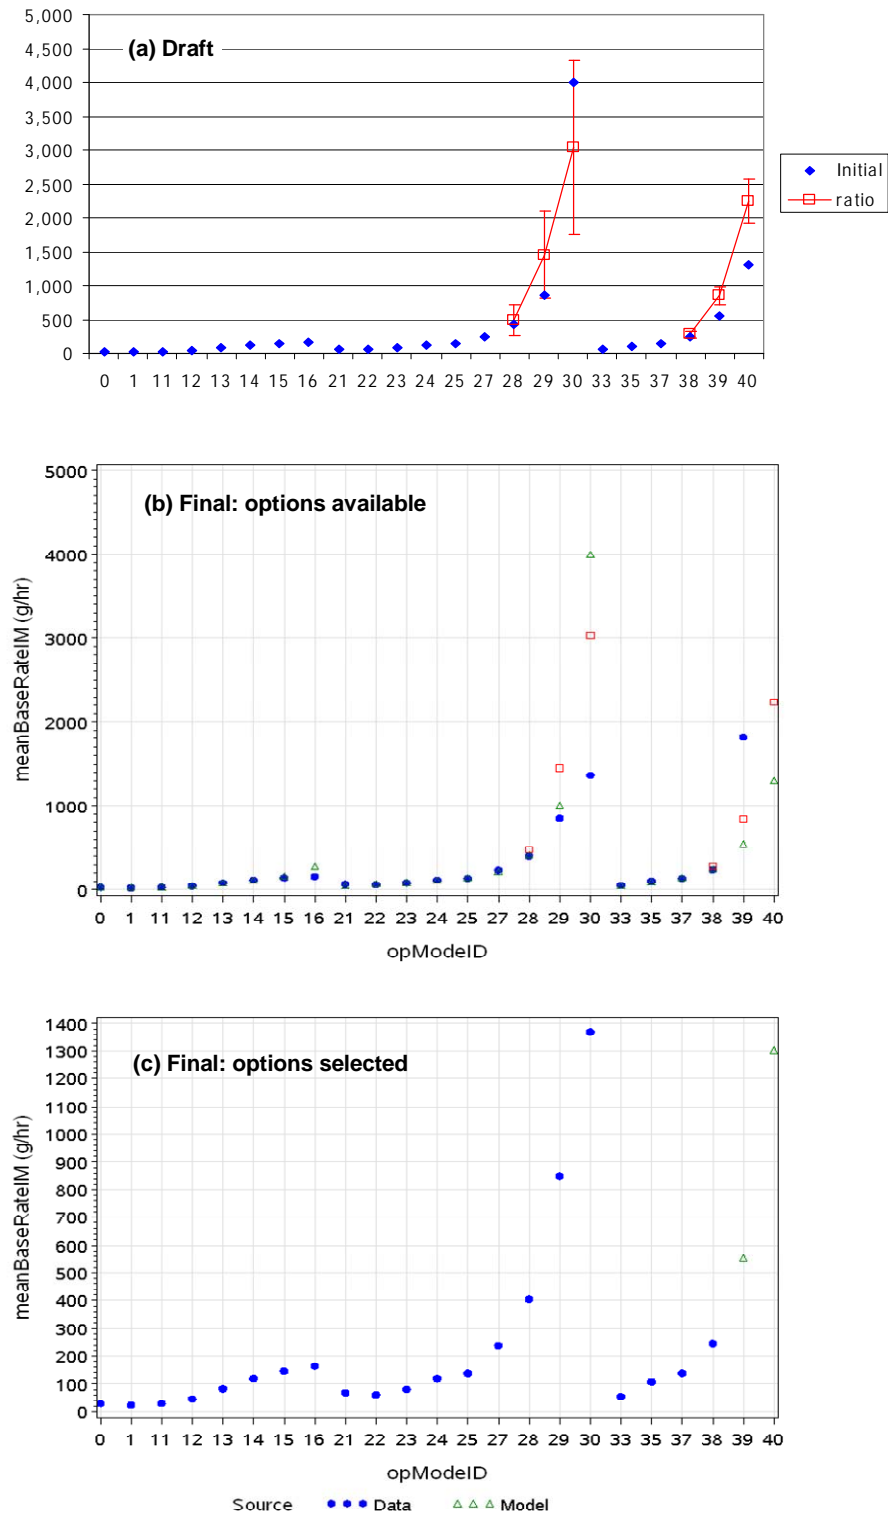 5,000
4,500
4,000
3,500
3,000
2,500
2,000
1,500
1,000
500
0
(a) Draft
0 1 11 12 13 14 15 16 21 22 23 24 25 27 28 29 30 33 35 37 38 39 40
Initial
ratio
5000
4000
3000
2000
1000
0
meanBaseRateIM (g/hr)
(b) Final: options available
0 1 11 12 13 14 15 16 21 22 23 24 25 27 28 29 30 33 35 37 38 39 40
opModeID
1400
1300
1200
1100
1000
900
800
700
600
500
400
300
200
100
0
meanBaseRateIM (g/hr)
(c) Final: options selected
0 1 11 12 13 14 15 16 21 22 23 24 25 27 28 29 30 33 35 37 38 39 40
opModeID
Source Data Model